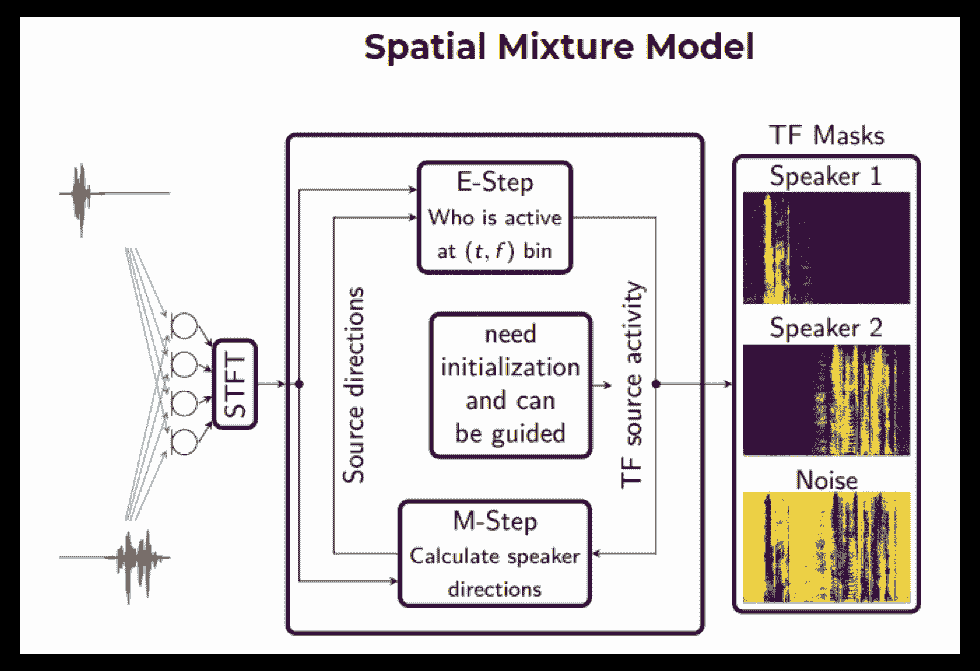 Spatial Mixture Model
STFT
E-Step
Who is active
at (t, f) bin
Source directions
need
initialization
and can
be guided
TF source activity
M-Step
Calculate speaker
directions
TF Masks
Speaker 1
Speaker 2
Noise